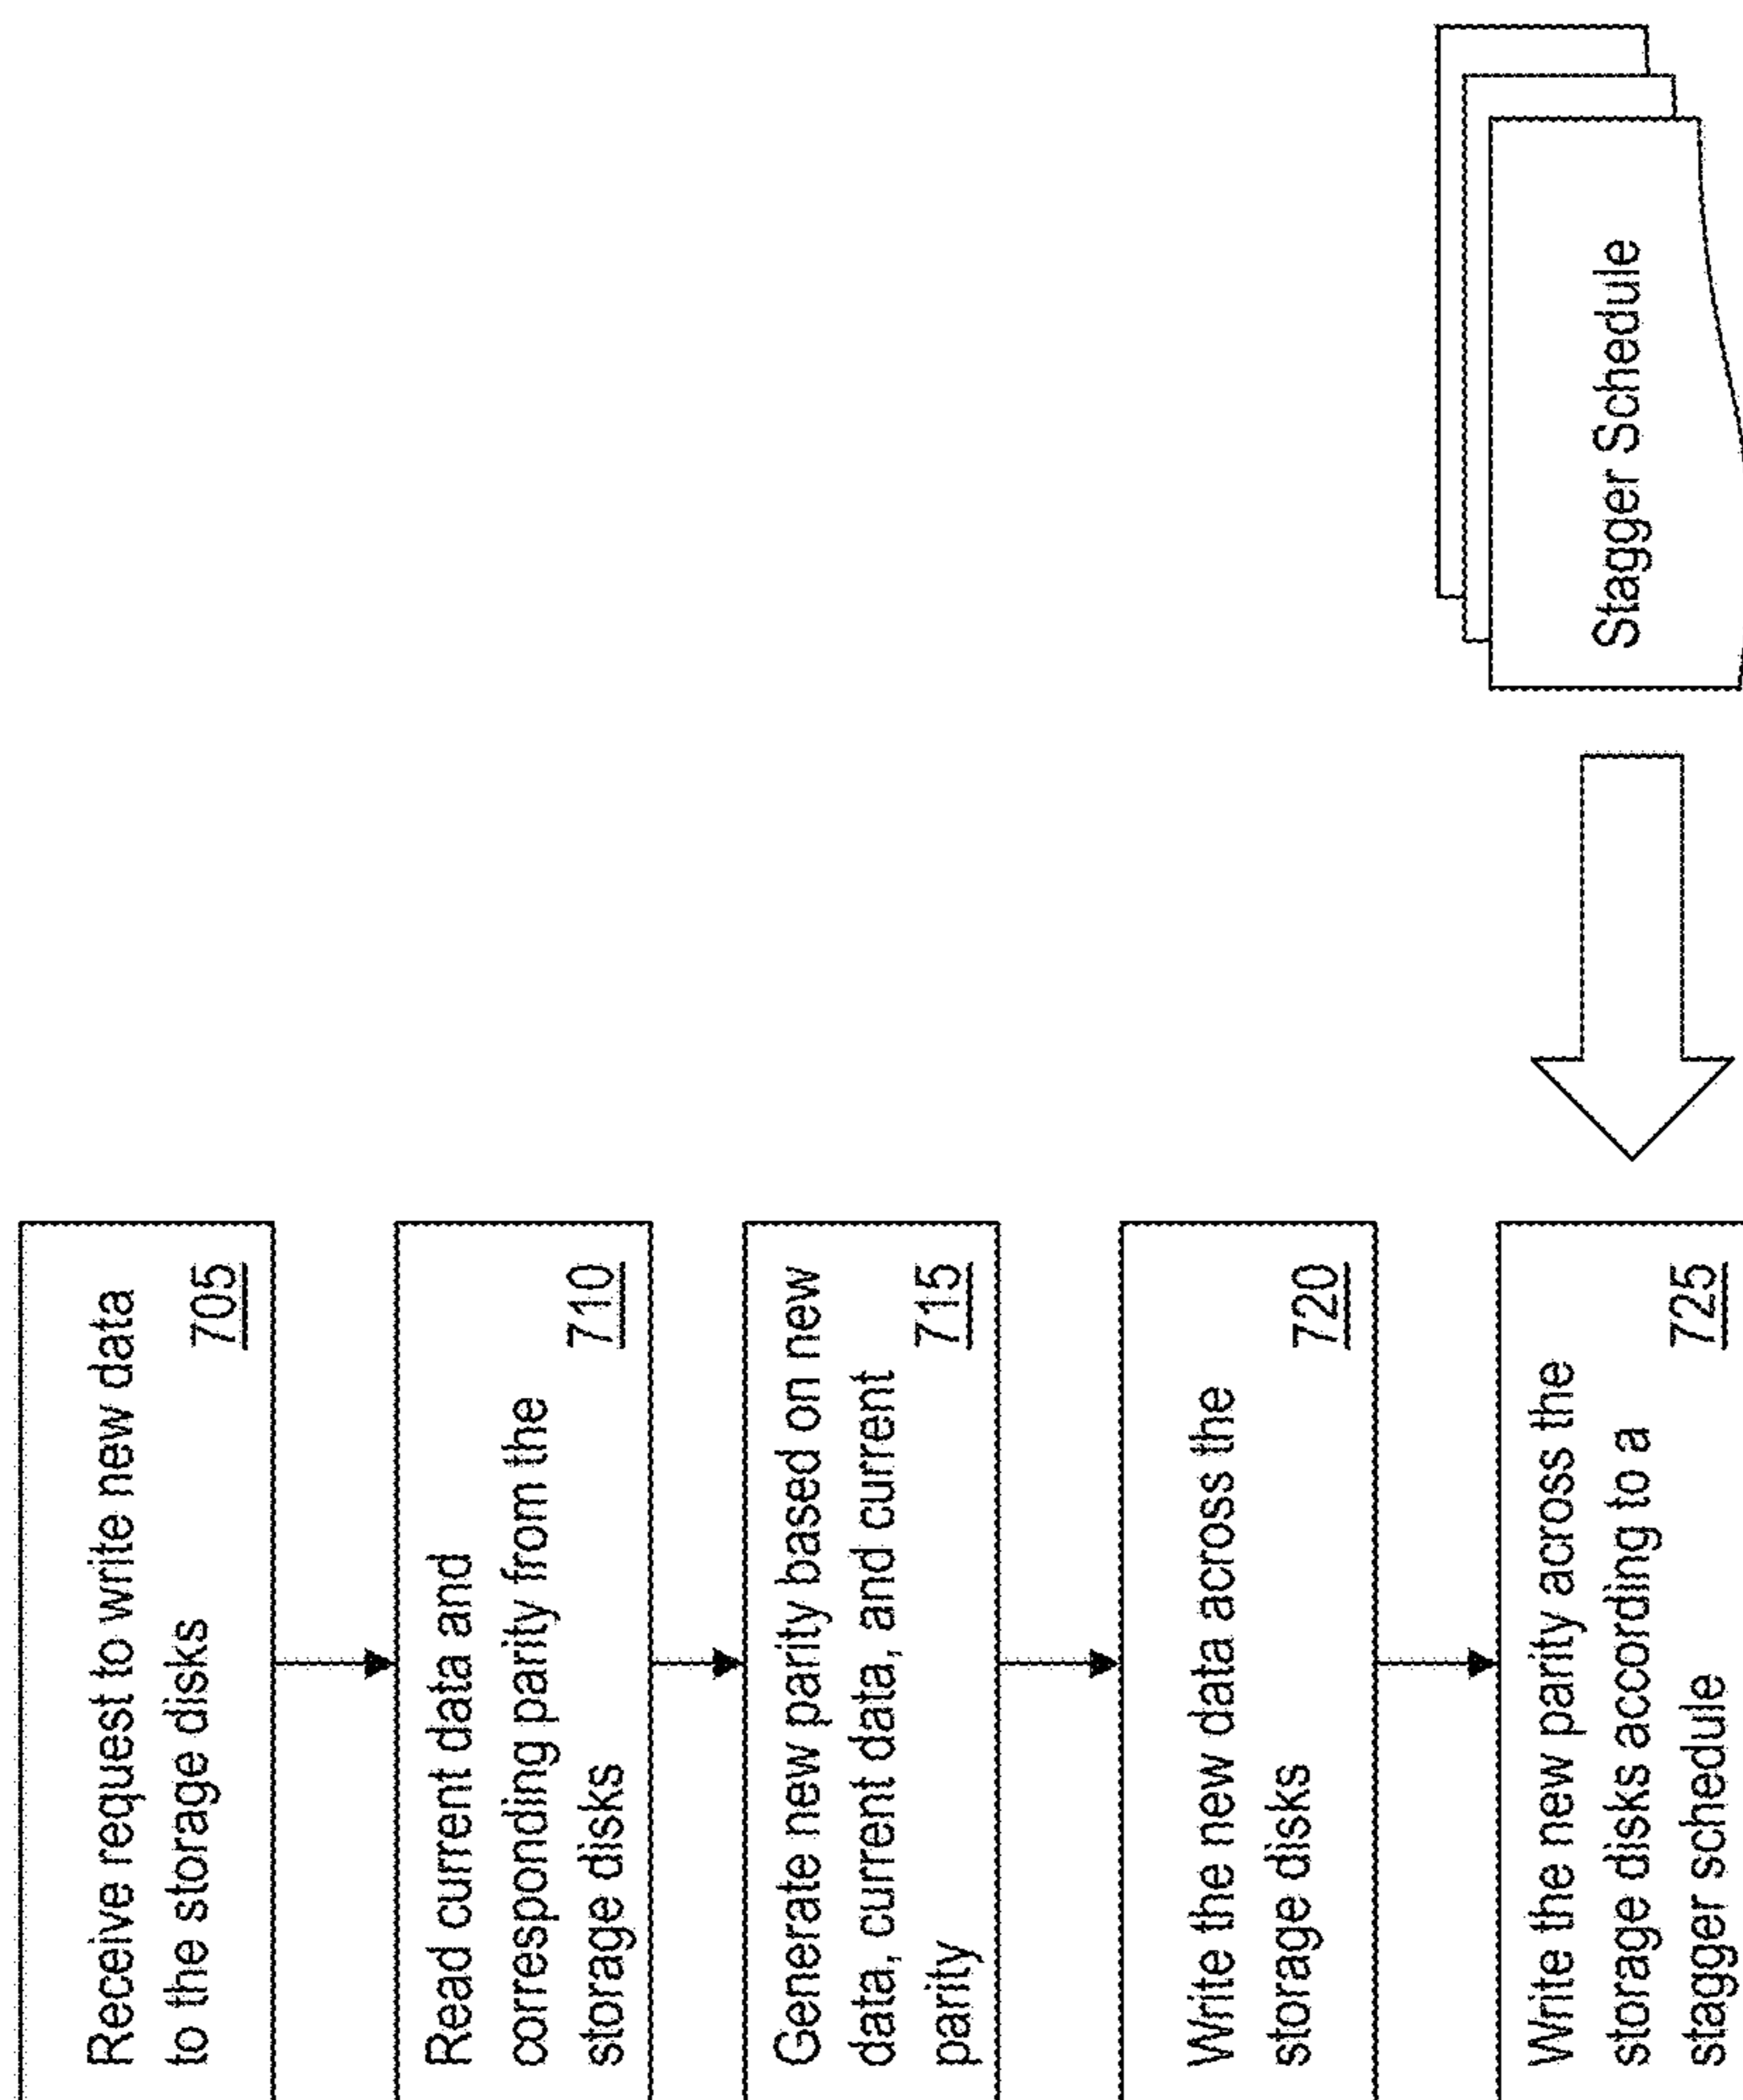 Receive request to write new data
to the storage disks
705
Read current data and
corresponding parity from the
storage disks
710
Generate new parity based on new
data, current data, and current
parity
715
Write the new data across the
storage disks
720
Write the new parity across the
storage disks according to a
stagger schedule
725
Stagger Schedule